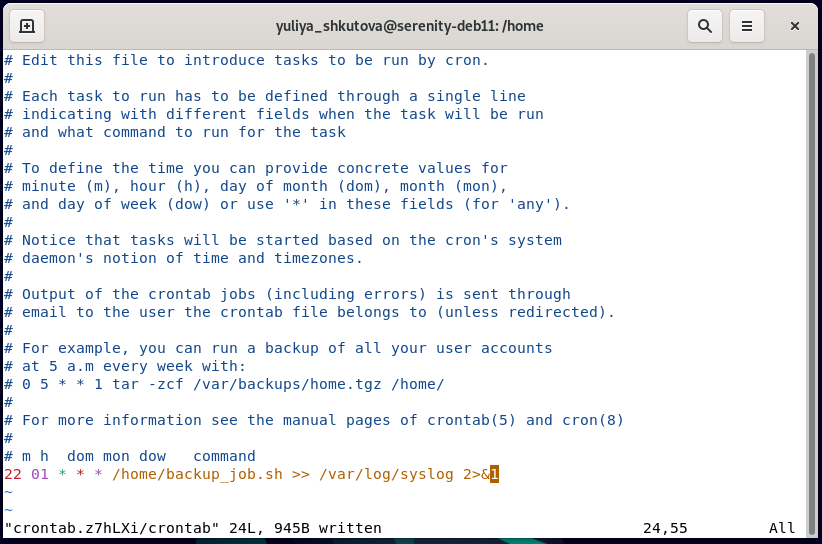 yuliya_shkutova@serenity-deb11: /home
# Edit this file to introduce tasks to be run by cron.
#
# Each task to run has to be defined through a single line
# indicating with different fields when the task will be run
# and what command to run for the task
#
# To define the time you can provide concrete values for
# minute (m), hour (h), day of month (dom), month (mon),
# and day of week (dow) or use '*' in these fields (for 'any').
#
# Notice that tasks will be started based on the cron's system
# daemon's notion of time and timezones.
#
# Output of the crontab jobs (including errors) is sent through
# email to the user the crontab file belongs to (unless redirected).
#
# For example, you can run a backup of all your user accounts
# at 5 a.m every week with:
# 0 5 * * 1 tar -zcf /var/backups/home.tgz /home/
#
# For more information see the manual pages of crontab(5) and cron(8)
#
# m h  dom mon dow   command
22 01 * * * /home/backup_job.sh >> /var/log/syslog 2>&1
~
~
"crontab.z7hLXi/crontab" 24L, 945B written 24,55 All